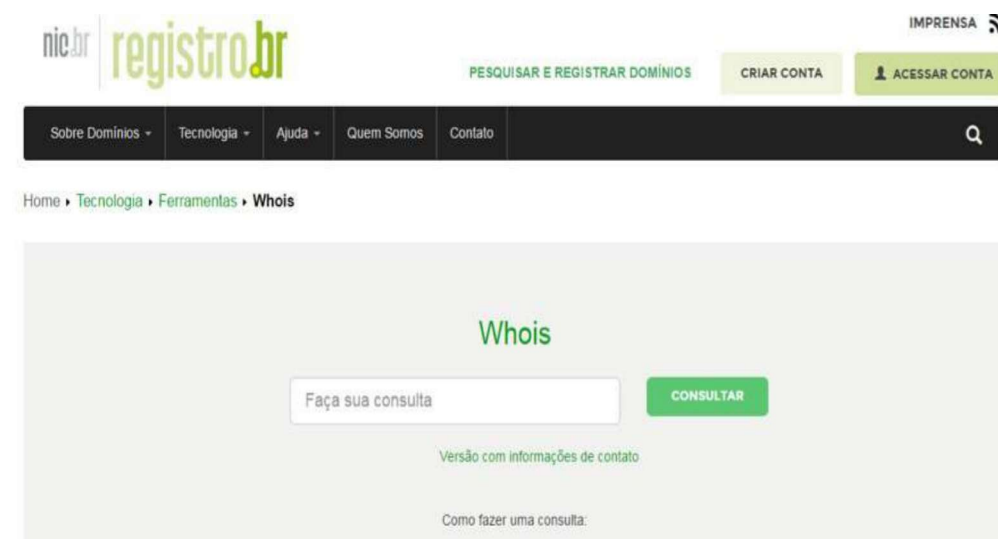 IMPRENSA
nic.br registro.br
PESQUISAR E REGISTRAR DOMÍNIOS CRIAR CONTA ACESSAR CONTA
Sobre Domínios Tecnologia Ajuda Quem Somos Contato
Home Tecnologia Ferramentas Whois
Whois
Faça sua consulta CONSULTAR
Versão com informações de contato
Como fazer uma consulta: